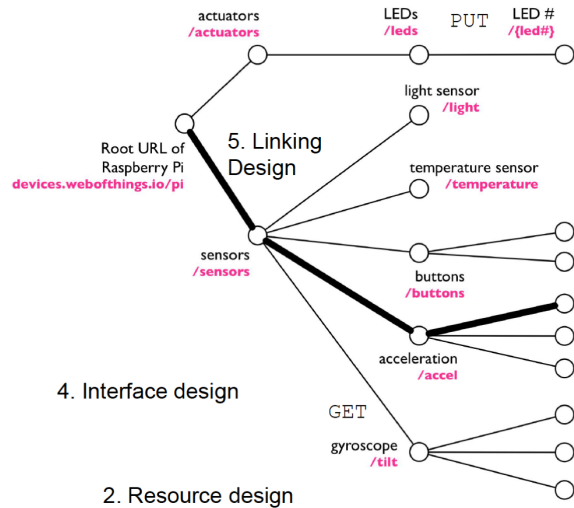 actuators
/actuators
LEDs
/leds
PUT
LED #
/{led#}
light sensor
/light
5. Linking
Design
Root URL of
Raspberry Pi
devices.webofthings.io/pi
temperature sensor
/temperature
sensors
/sensors
buttons
/buttons
acceleration
/accel
4. Interface design
GET
gyroscope
/tilt
2. Resource design